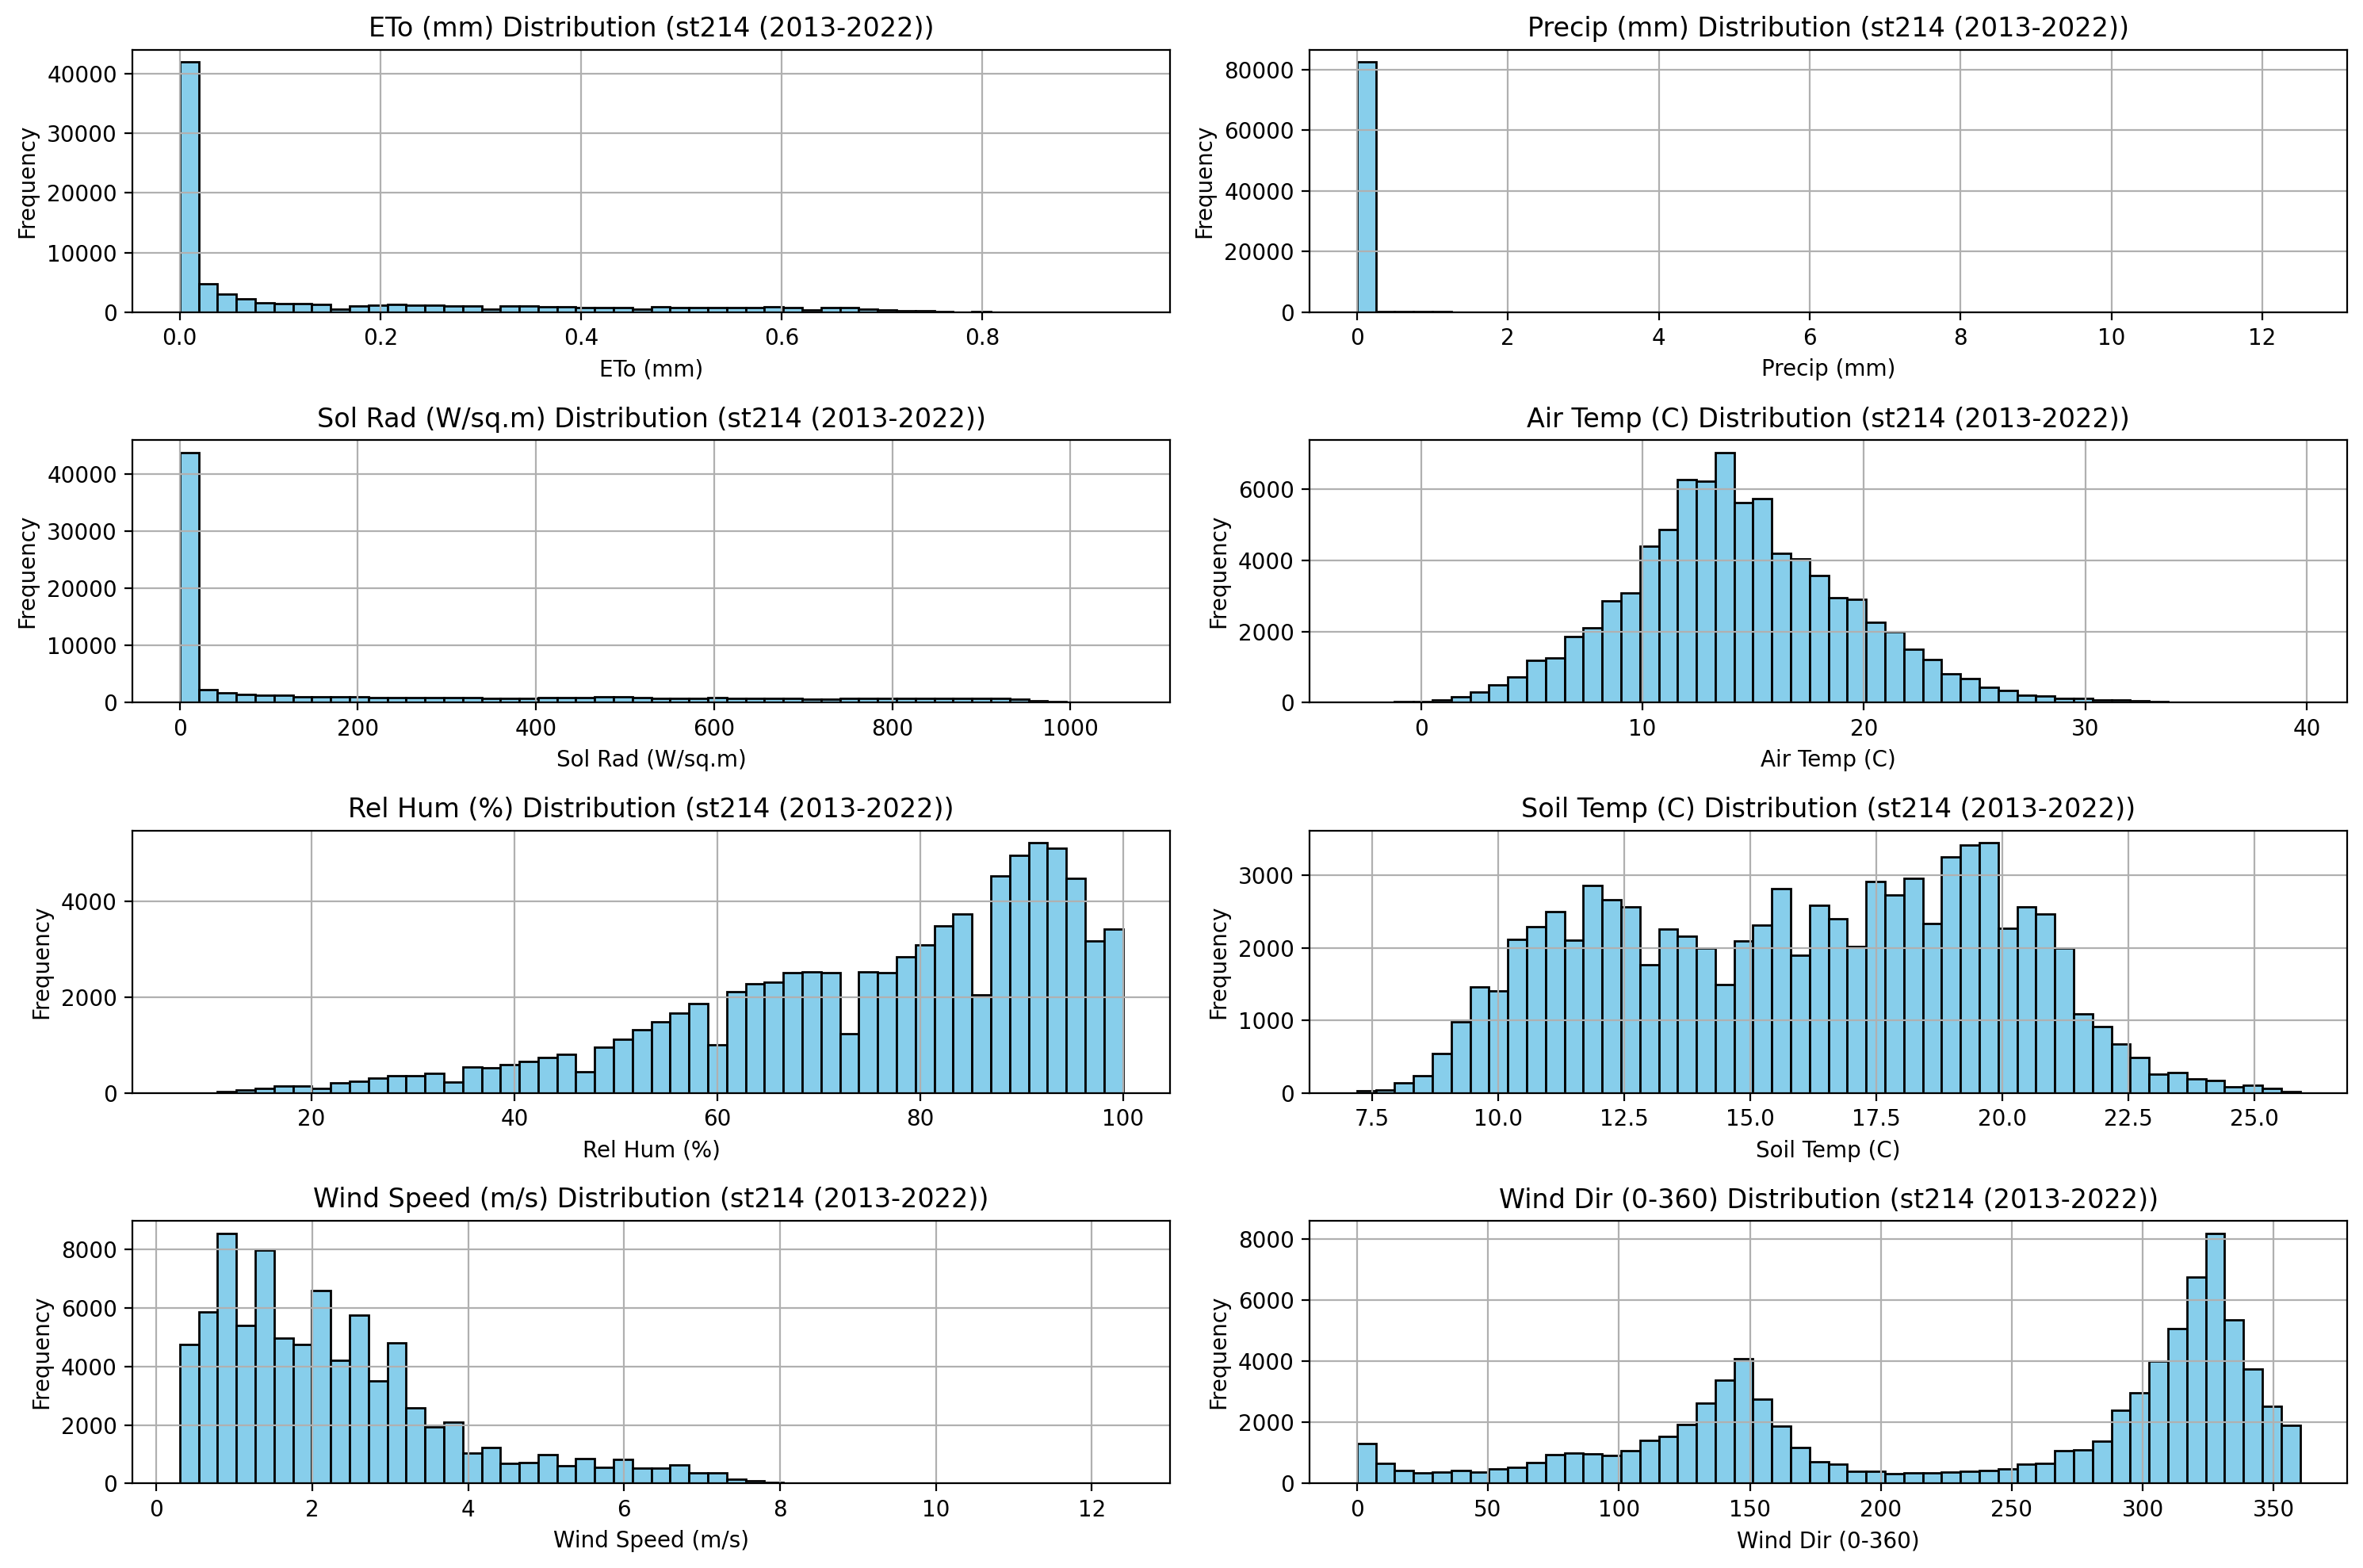 ETo (mm) Distribution (st214 (2013-2022))
Frequency
40000
30000
20000
10000
0
0.0 0.2 0.4 0.6 0.8
ETo (mm)
Precip (mm) Distribution (st214 (2013-2022))
Frequency
80000
60000
40000
20000
0
0 2 4 6 8 10 12
Precip (mm)
Sol Rad (W/sq.m) Distribution (st214 (2013-2022))
Frequency
40000
30000
20000
10000
0
0 200 400 600 800 1000
Sol Rad (W/sq.m)
Air Temp (C) Distribution (st214 (2013-2022))
Frequency
6000
4000
2000
0
0 10 20 30 40
Air Temp (C)
Rel Hum (%) Distribution (st214 (2013-2022))
Frequency
4000
2000
0
20 40 60 80 100
Rel Hum (%)
Soil Temp (C) Distribution (st214 (2013-2022))
Frequency
3000
2000
1000
0
7.5 10.0 12.5 15.0 17.5 20.0 22.5 25.0
Soil Temp (C)
Wind Speed (m/s) Distribution (st214 (2013-2022))
Frequency
8000
6000
4000
2000
0
0 2 4 6 8 10 12
Wind Speed (m/s)
Wind Dir (0-360) Distribution (st214 (2013-2022))
Frequency
8000
6000
4000
2000
0
0 50 100 150 200 250 300 350
Wind Dir (0-360)